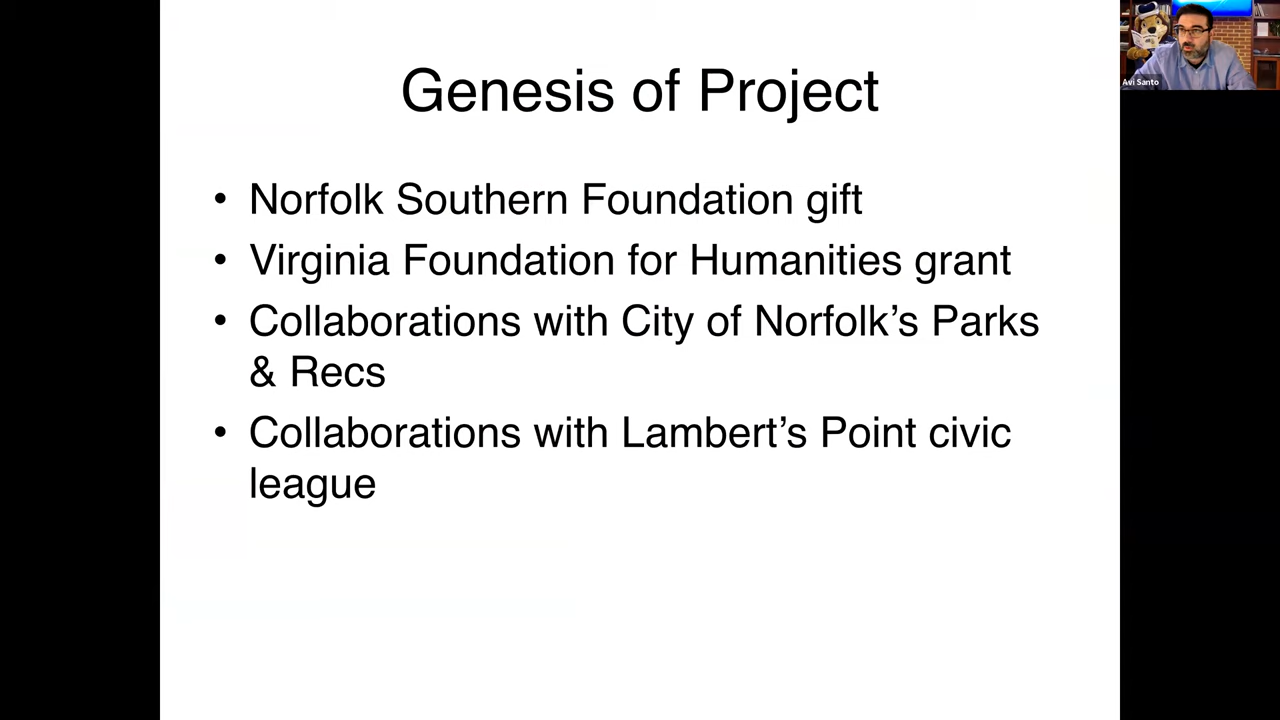 Genesis of Project
• Norfolk Southern Foundation gift
• Virginia Foundation for Humanities grant
• Collaborations with City of Norfolk’s Parks
& Recs
• Collaborations with Lambert’s Point civic
league
Avi Santo